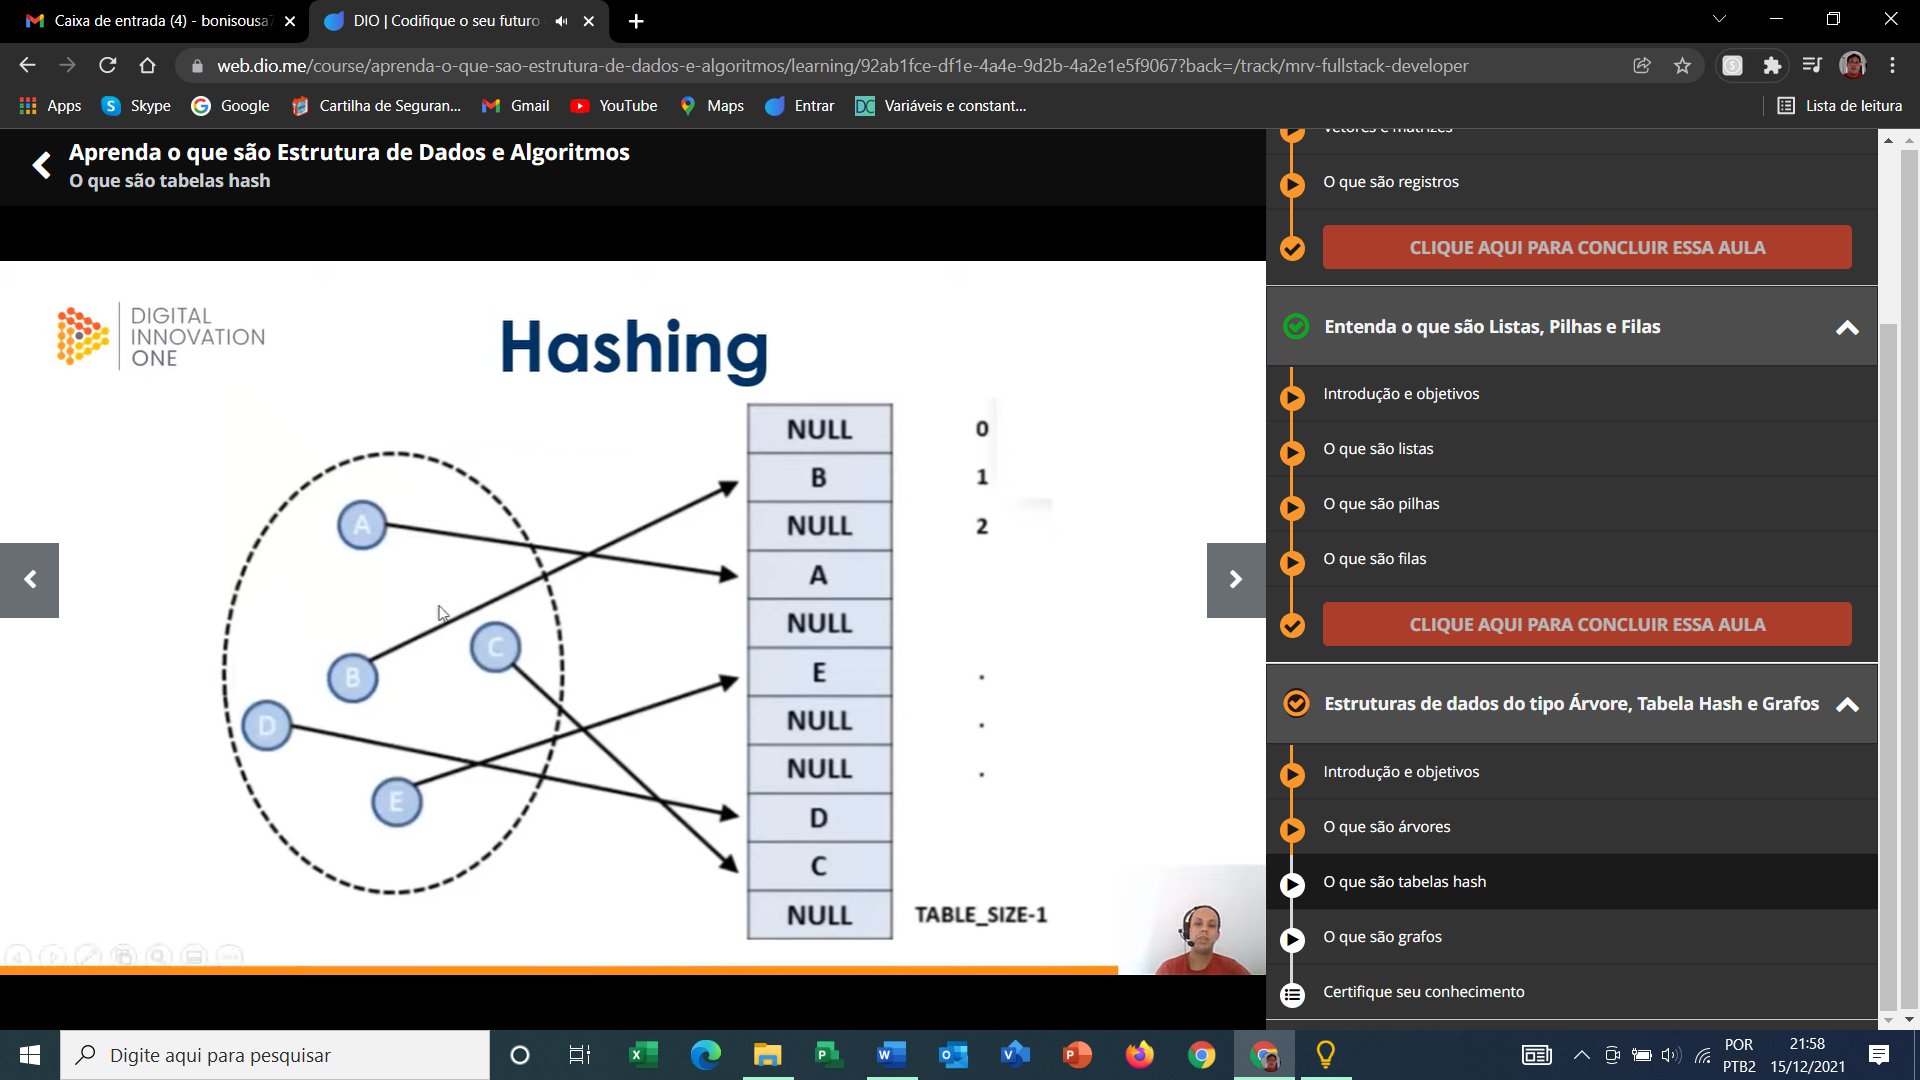 Caixa de entrada (4) - bonisousa7
DIO | Codifique o seu futuro
web.dio.me/course/aprenda-o-que-sao-estrutura-de-dados-e-algoritmos/learning/92ab1fce-df1e-4a4e-9d2b-4a2e1e5f9067?back=/track/mrv-fullstack-developer
Apps
Skype
Google
Cartilha de Seguran...
Gmail
YouTube
Maps
Entrar
DC
Variáveis e constant...
Lista de leitura
Aprenda o que são Estrutura de Dados e Algoritmos
O que são tabelas hash
DIGITAL
INNOVATION
ONE
Hashing
A
B
C
D
E
NULL 0
B 1
NULL 2
A
NULL
E .
NULL .
NULL .
D
C
NULL TABLE_SIZE-1
Vetores e matrizes
O que são registros
CLIQUE AQUI PARA CONCLUIR ESSA AULA
Entenda o que são Listas, Pilhas e Filas
Introdução e objetivos
O que são listas
O que são pilhas
O que são filas
CLIQUE AQUI PARA CONCLUIR ESSA AULA
Estruturas de dados do tipo Árvore, Tabela Hash e Grafos
Introdução e objetivos
O que são árvores
O que são tabelas hash
O que são grafos
Certifique seu conhecimento
Digite aqui para pesquisar
POR
PTB2
21:58
15/12/2021